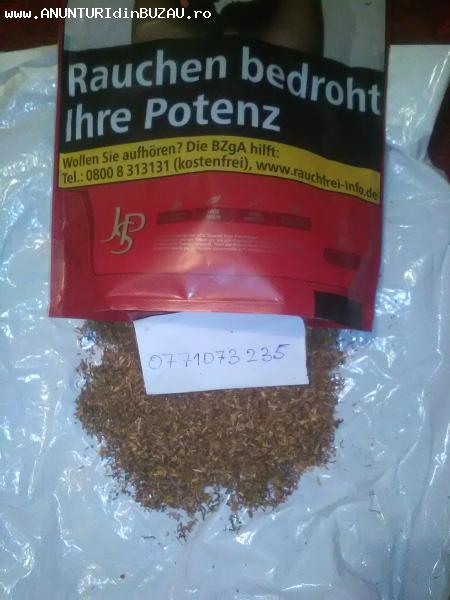 www.ANUNTURIdinBUZAU.ro
Rauchen bedroht
Ihre Potenz
Wollen Sie aufhören? Die BZgA hilft:
Tel.: 0800 8 313131 (kostenfrei), www.rauchfrei-info.de
JPS
0771073235